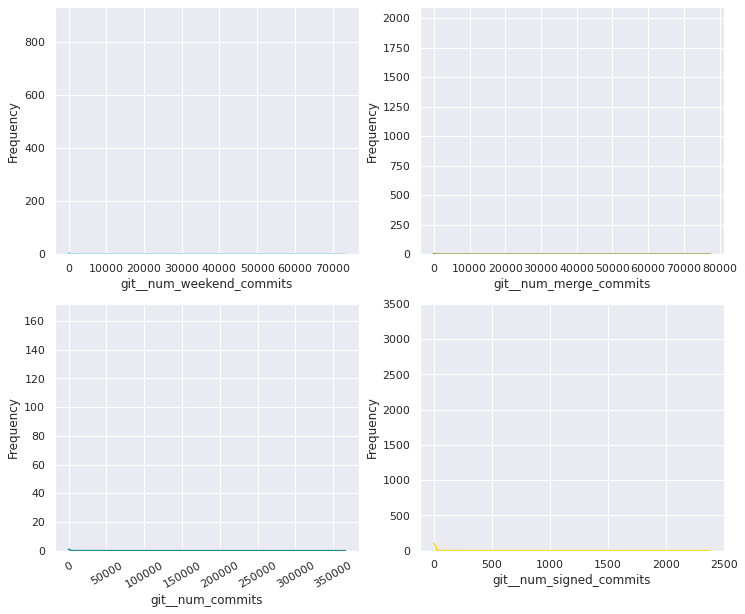 800
600
400
200
0
Frequency
0 10000 20000 30000 40000 50000 60000 70000
git__num_weekend_commits
2000
1750
1500
1250
1000
750
500
250
0
Frequency
0 10000 20000 30000 40000 50000 60000 70000 80000
git__num_merge_commits
160
140
120
100
80
60
40
20
0
Frequency
0 50000 100000 150000 200000 250000 300000 350000
git__num_commits
3500
3000
2500
2000
1500
1000
500
0
Frequency
0 500 1000 1500 2000 2500
git__num_signed_commits